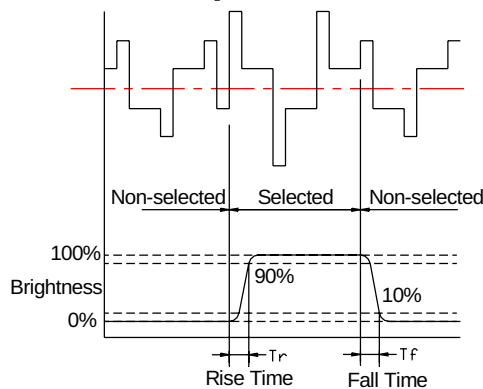 Non-selected Selected Non-selected
100%
90%
Brightness
10%
0%
Tr Tf
Rise Time Fall Time